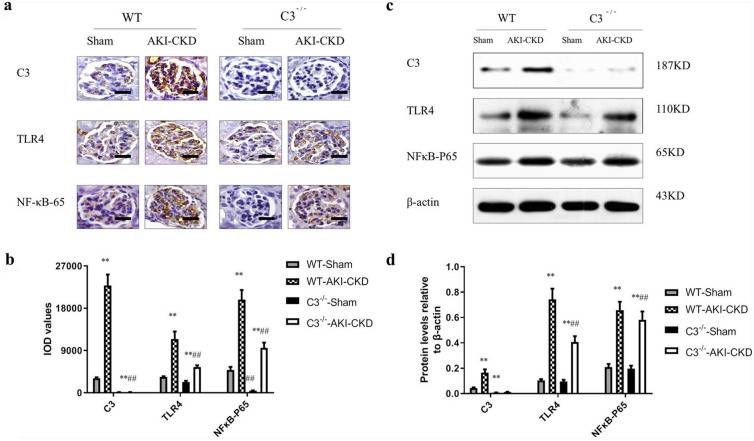 a
WT
C3⁻/⁻
Sham
AKI-CKD
Sham
AKI-CKD
C3
TLR4
NF-κB-65
b
IOD values
27000
18000
9000
0
**
**
**
**##
**##
##
**##
C3
TLR4
NFκB-P65
WT-Sham
WT-AKI-CKD
C3⁻/⁻-Sham
C3⁻/⁻-AKI-CKD
c
WT
C3⁻/⁻
Sham
AKI-CKD
Sham
AKI-CKD
C3
187KD
TLR4
110KD
NFκB-P65
65KD
β-actin
43KD
d
Protein levels relative
to β-actin
1.0
0.8
0.6
0.4
0.2
0.0
**
**
**
**##
**
**##
C3
TLR4
NFκB-P65
WT-Sham
WT-AKI-CKD
C3⁻/⁻-Sham
C3⁻/⁻-AKI-CKD